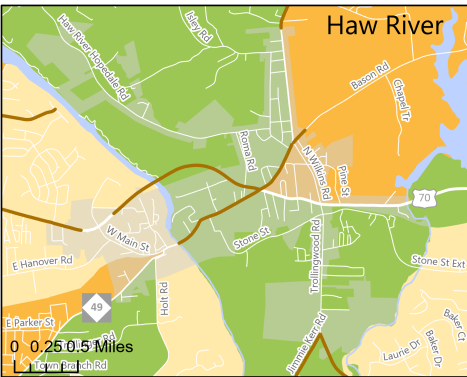 Haw River
Haw River Hopedale Rd
Isley Rd
Bason Rd
Chapel Tr
Roma Rd
N Wilkins Rd
Pine St
70
W Main St
Stone St
Trollingwood Rd
E Hanover Rd
Stone St Ext
Holt Rd
49
E Parker St
Jimmie Kerr Rd
Baker Ct
Laurie Dr
Baker Dr
0 0.25 0.5 Miles
Town Branch Rd